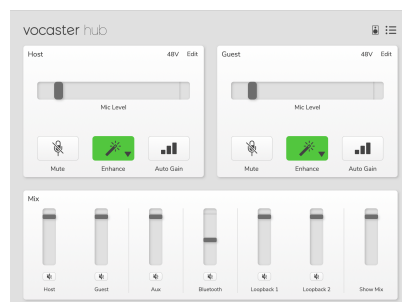 vocaster hub
Host 48V Edit
Mic Level
Mute Enhance Auto Gain
Guest 48V Edit
Mic Level
Mute Enhance Auto Gain
Mix
Host Guest Aux Bluetooth Loopback 1 Loopback 2 Show Mix